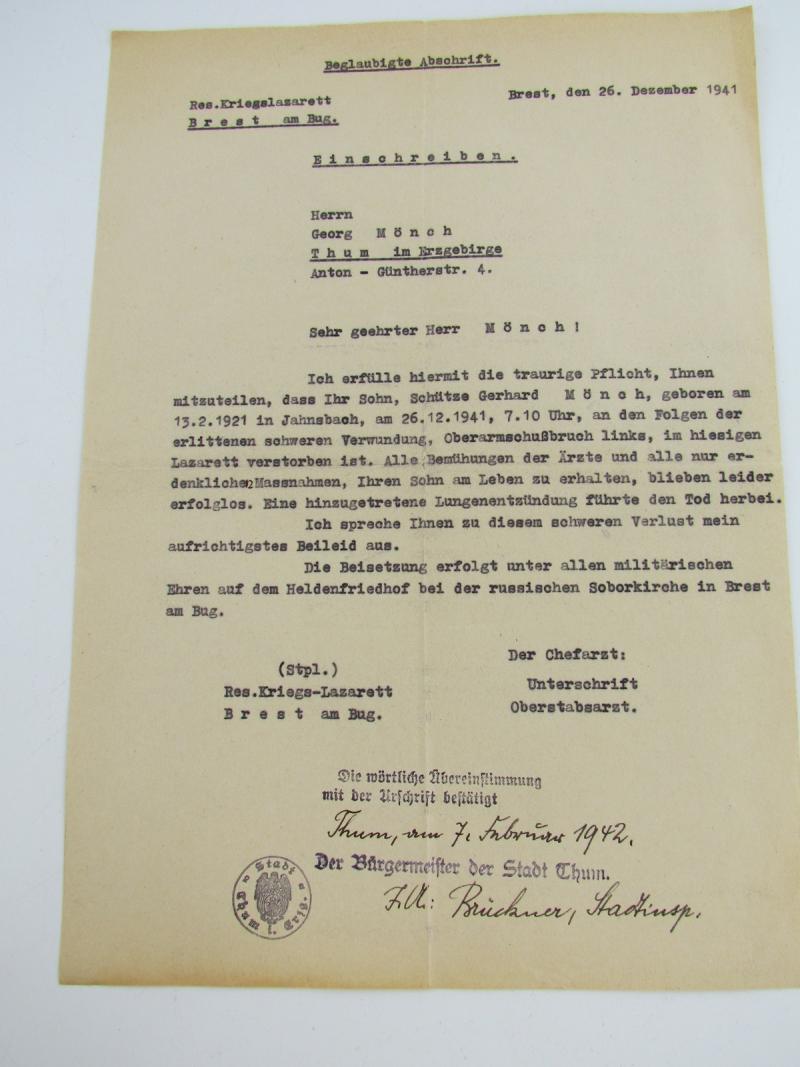 Beglaubigte Abschrift.
Res.Kriegslazarett
B r e s t   am Bug.
Brest, den 26. Dezember 1941
E i n s c h r e i b e n .
Herrn
Georg   M ö n c h
T h u m   im Erzgebirge
Anton - Güntherstr. 4.
Sehr geehrter Herr   M ö n c h !
Ich erfülle hiermit die traurige Pflicht, Ihnen
mitzuteilen, dass Ihr Sohn, Schütze Gerhard   M ö n c h, geboren am
13.2.1921 in Jahnsbach, am 26.12.1941, 7.10 Uhr, an den Folgen der
erlittenen schweren Verwundung, Oberarmschußbruch links, im hiesigen
Lazarett verstorben ist. Alle Bemühungen der Ärzte und alle nur er-
denklichen Massnahmen, Ihren Sohn am Leben zu erhalten, blieben leider
erfolglos. Eine hinzugetretene Lungenentzündung führte den Tod herbei.
Ich spreche Ihnen zu diesem schweren Verlust mein
aufrichtigstes Beileid aus.
Die Beisetzung erfolgt unter allen militärischen
Ehren auf dem Heldenfriedhof bei der russischen Soborkirche in Brest
am Bug.
(Stpl.)
Res.Kriegs-Lazarett
B r e s t   am Bug.
Der Chefarzt:
Unterschrift
Oberstabsarzt.
Die wörtliche Übereinstimmung
mit der Urschrift bestätigt
Thum, am 7. Februar 1942.
Der Bürgermeister der Stadt Thum.
J.A.: Brückner, Stadtinsp.
Stadt
Thum i. Erzg.